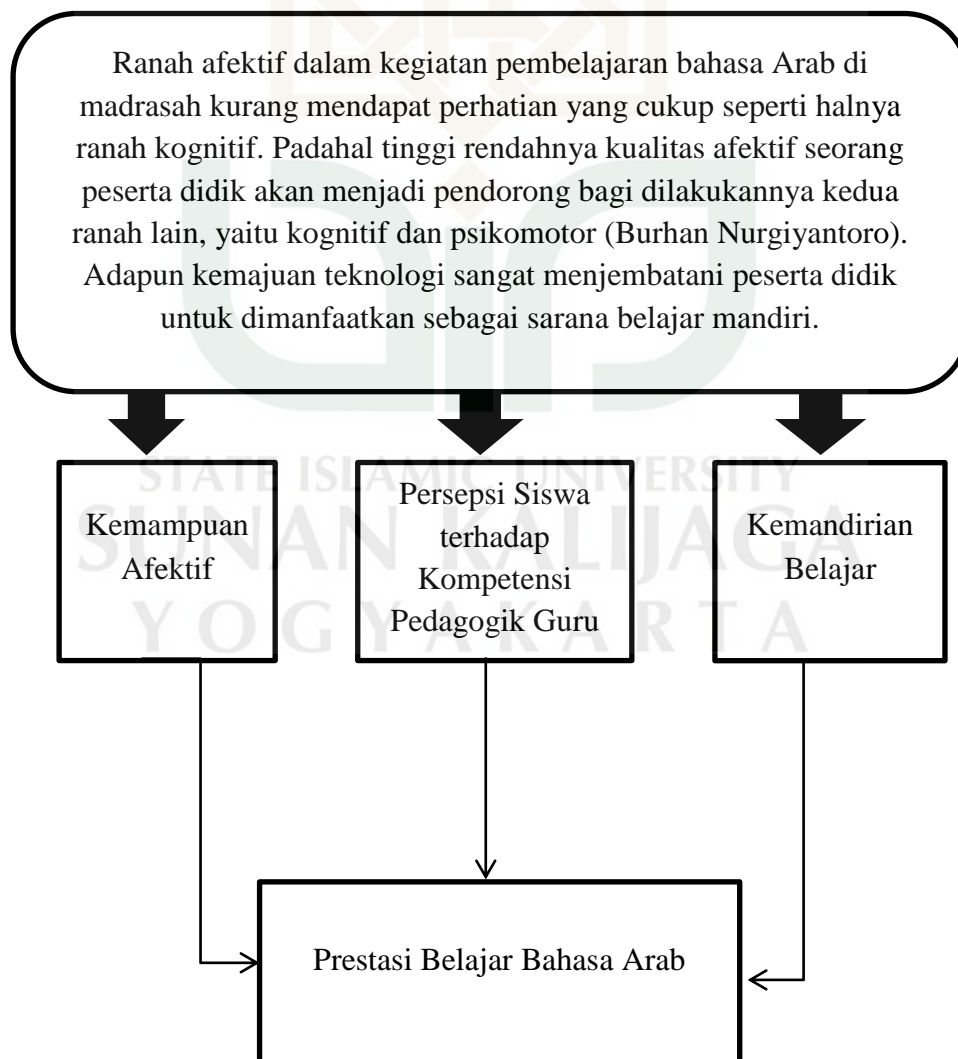 Ranah afektif dalam kegiatan pembelajaran bahasa Arab di
madrasah kurang mendapat perhatian yang cukup seperti halnya
ranah kognitif. Padahal tinggi rendahnya kualitas afektif seorang
peserta didik akan menjadi pendorong bagi dilakukannya kedua
ranah lain, yaitu kognitif dan psikomotor (Burhan Nurgiyantoro).
Adapun kemajuan teknologi sangat menjembatani peserta didik
untuk dimanfaatkan sebagai sarana belajar mandiri.
STATE ISLAMIC UNIVERSITY
SUNAN KALIJAGA
YOGYAKARTA
Kemampuan
Afektif
Persepsi Siswa
terhadap
Kompetensi
Pedagogik Guru
Kemandirian
Belajar
Prestasi Belajar Bahasa Arab